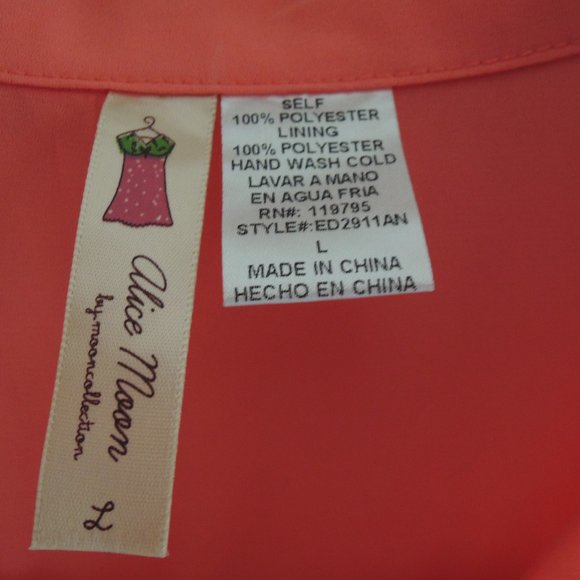 Alice Moon
by.mooncollection
L
SELF
100% POLYESTER
LINING
100% POLYESTER
HAND WASH COLD
LAVAR A MANO
EN AGUA FRIA
RN#: 119795
STYLE#:ED2911AN
L
MADE IN CHINA
HECHO EN CHINA